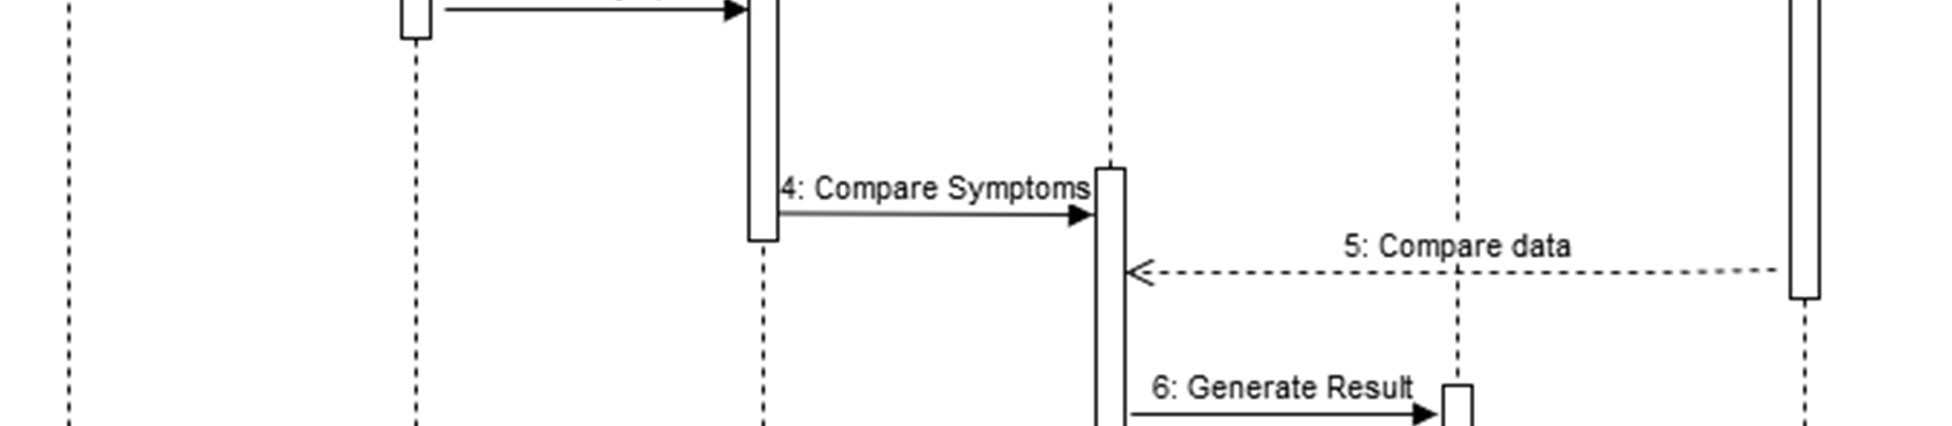 4: Compare Symptoms
5: Compare data
6: Generate Result